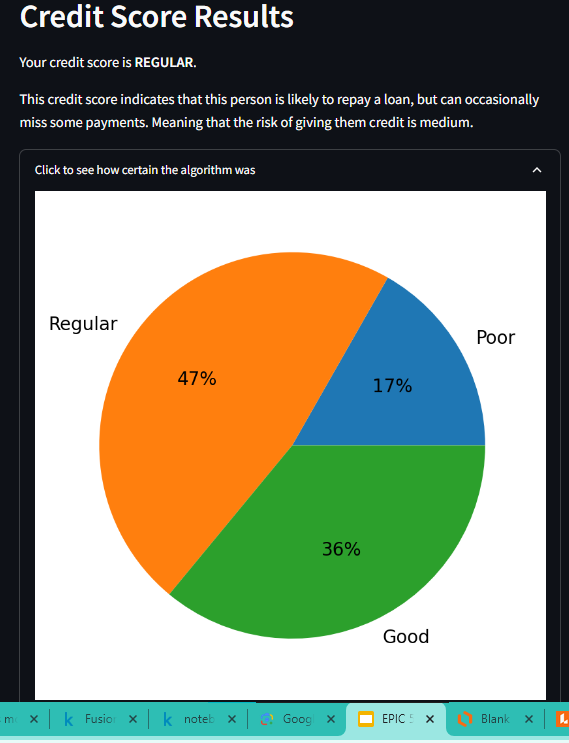 Credit Score Results
Your credit score is REGULAR.
This credit score indicates that this person is likely to repay a loan, but can occasionally
miss some payments. Meaning that the risk of giving them credit is medium.
Click to see how certain the algorithm was
Regular
Poor
47%
17%
36%
Good
m Fusio noteb Goog EPIC 5 Blank